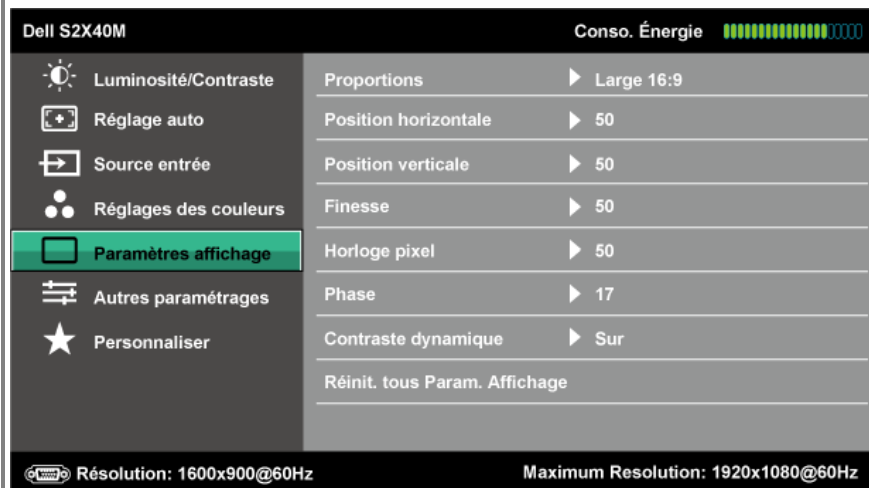 Dell S2X40M Conso. Énergie
Luminosité/Contraste Proportions Large 16:9
Réglage auto Position horizontale 50
Source entrée Position verticale 50
Réglages des couleurs Finesse 50
Paramètres affichage Horloge pixel 50
Autres paramétrages Phase 17
Personnaliser Contraste dynamique Sur
Réinit. tous Param. Affichage
Résolution: 1600x900@60Hz Maximum Resolution: 1920x1080@60Hz